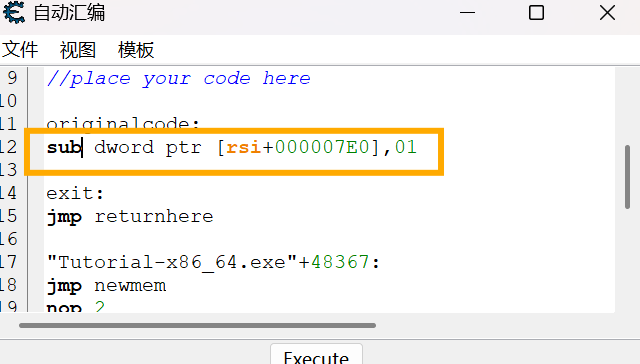 自动汇编
文件 视图 模板
9 //place your code here
10
11 originalcode:
12 sub dword ptr [rsi+000007E0],01
13
14 exit:
15 jmp returnhere
16
17 "Tutorial-x86_64.exe"+48367:
18 jmp newmem
19 nop 2
Execute